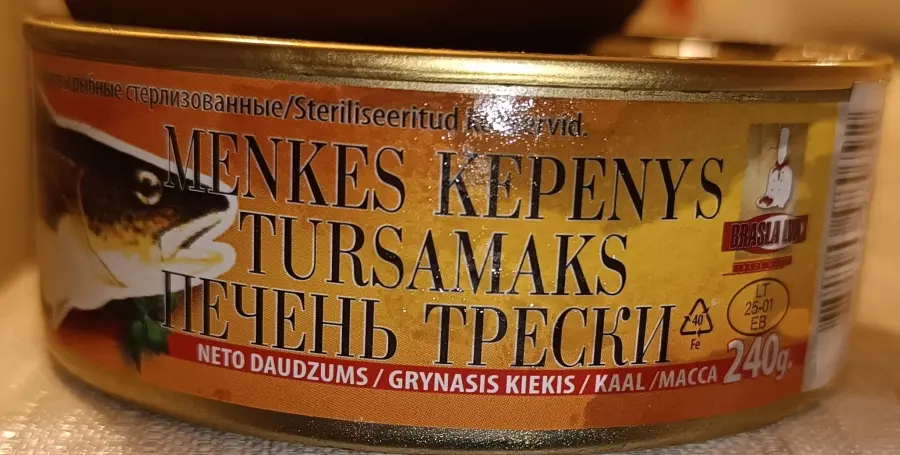 рыбные стерлизованные/Steriliseeritud
MENKES KEPENYS
TURSAMAKS
ПЕЧЕНЬ ТРЕСКИ
BRASLA
40
Fe
LT
25-01
EB
NETO DAUDZUMS / GRYNASIS KIEKIS / KAAL /МАССА 240g.